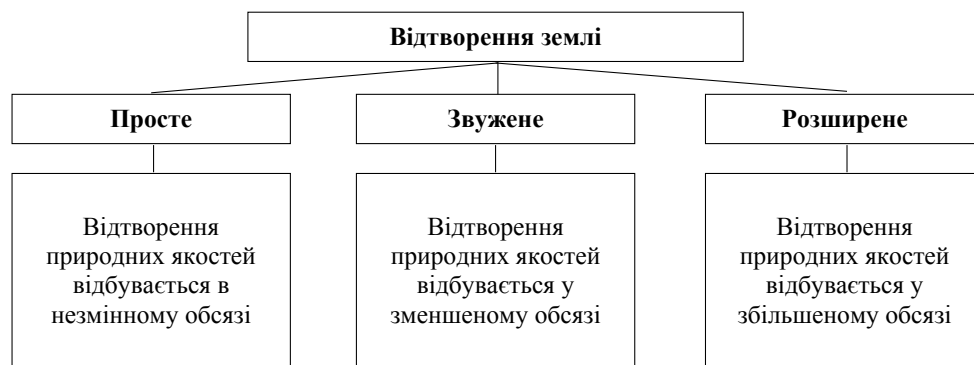 Відтворення землі
Просте
Звужене
Розширене
Відтворення
природних якостей
відбувається в
незмінному обсязі
Відтворення
природних якостей
відбувається у
зменшеному обсязі
Відтворення
природних якостей
відбувається у
збільшеному обсязі